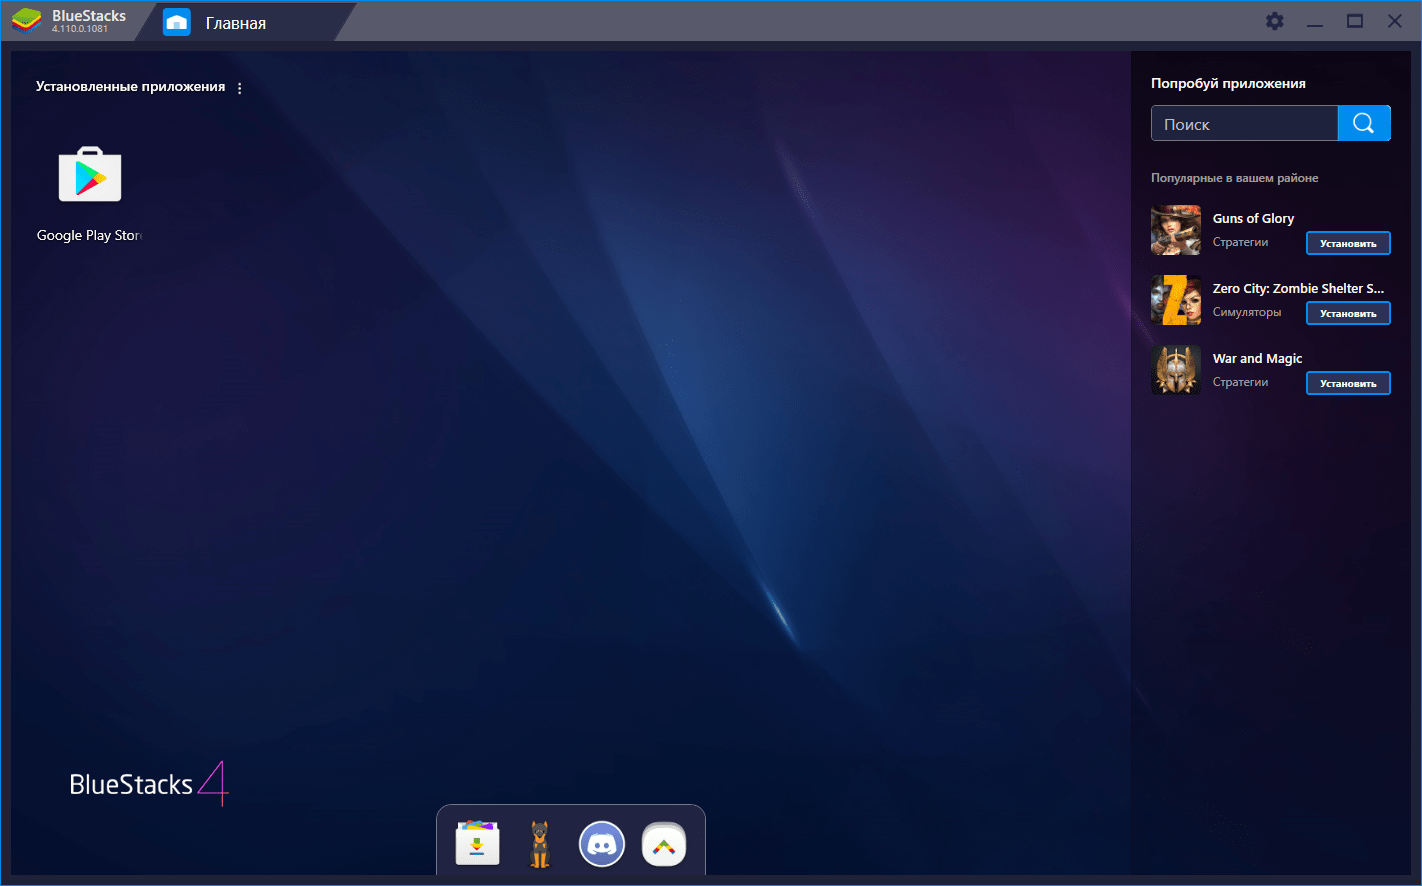 BlueStacks
4.110.0.1081
Главная
Установленные приложения
Google Play Stor
Попробуй приложения
Поиск
Популярные в вашем районе
Guns of Glory
Стратегии
Установить
Zero City: Zombie Shelter S...
Симуляторы
Установить
War and Magic
Стратегии
Установить
BlueStacks 4